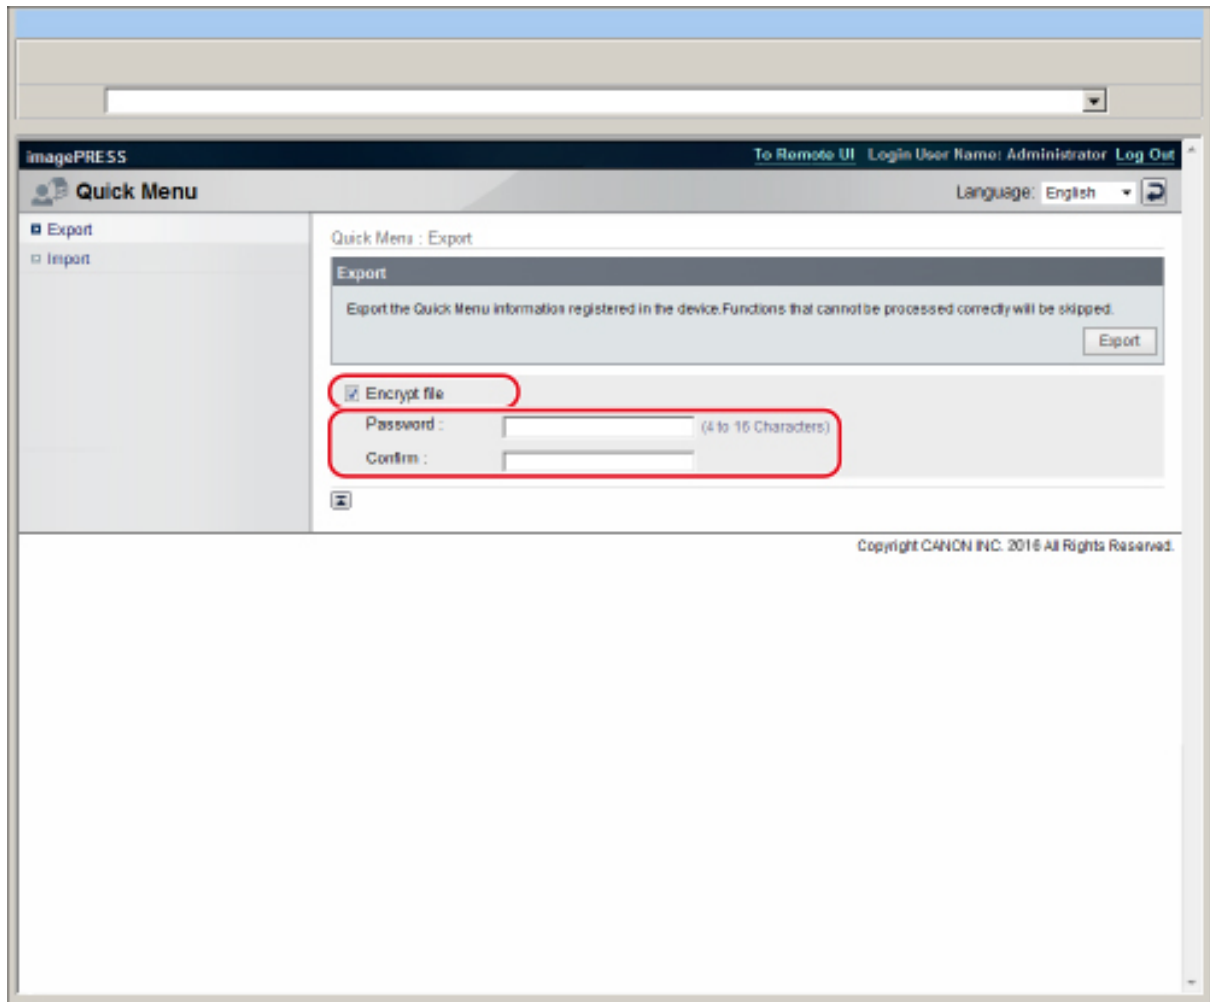 imagePRESS To Remote UI Login User Name: Administrator Log Out
Quick Menu Language: English
Export
Import
Quick Menu : Export
Export
Export the Quick Menu information registered in the device.Functions that cannot be processed correctly will be skipped.
Export
Encrypt file
Password : (4 to 16 Characters)
Confirm :
Copyright CANON INC. 2016 All Rights Reserved.